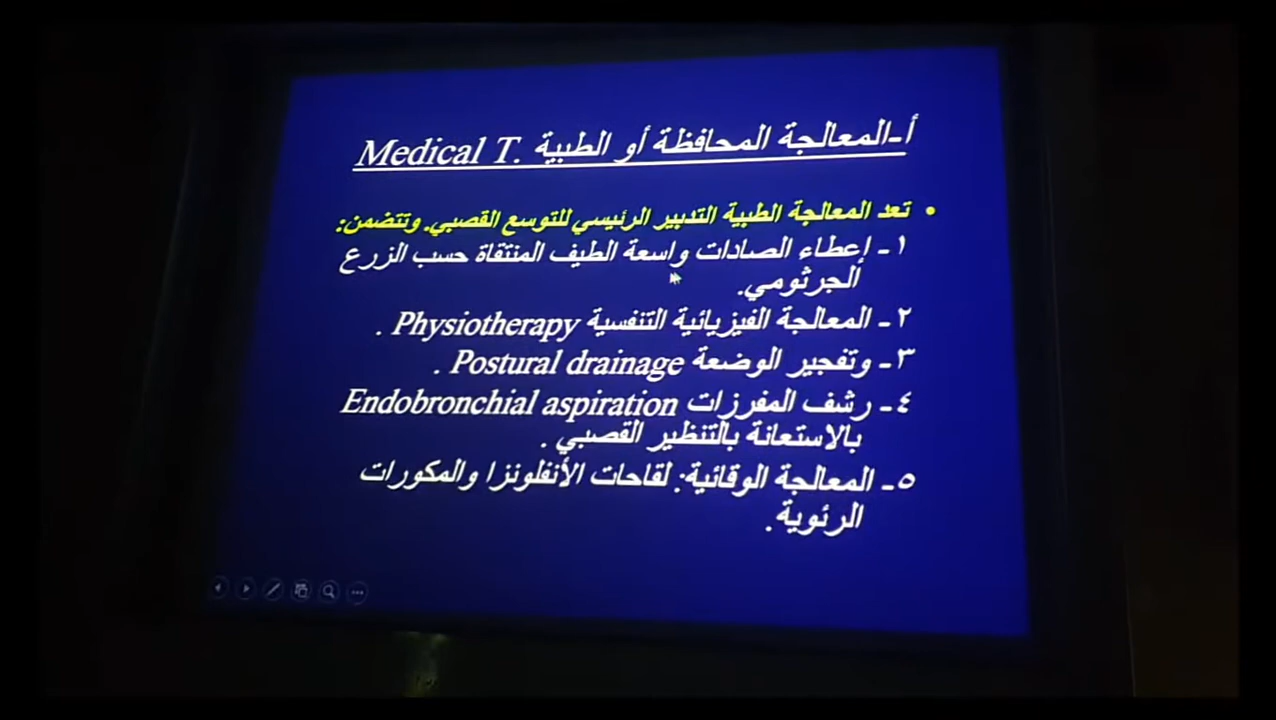 أ-المعالجة المحافظة أو الطبية Medical T.
• تعد المعالجة الطبية التدبير الرئيسي للتوسع القصبي. وتتضمن:
١- إعطاء الصادات واسعة الطيف المنتقاة حسب الزرع
الجرثومي.
٢- المعالجة الفيزيائية التنفسية Physiotherapy .
٣- وتفجير الوضعة Postural drainage .
٤- رشف المفرزات Endobronchial aspiration
بالاستعانة بالتنظير القصبي .
٥- المعالجة الوقائية: لقاحات الأنفلونزا والمكورات
الرئوية .